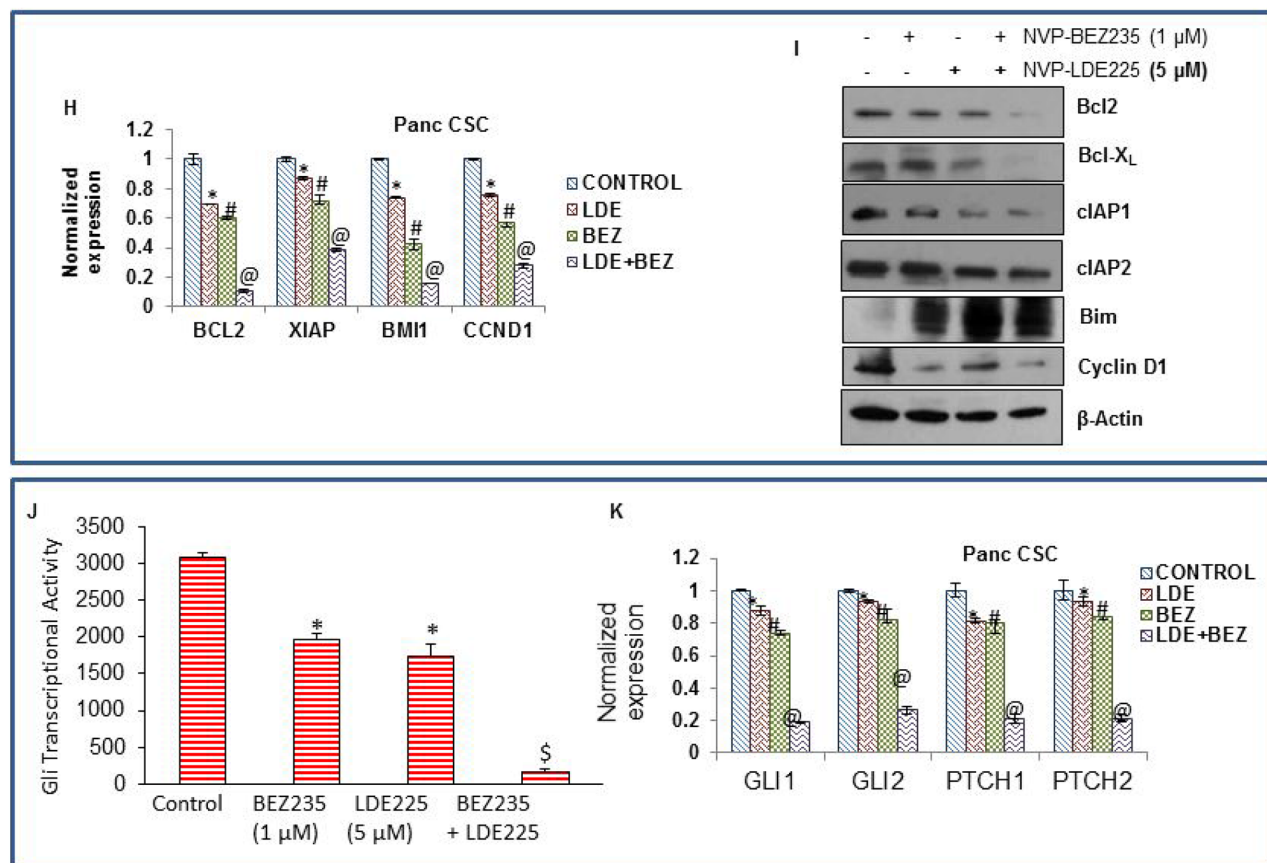 H
Panc CSC
Normalized
expression
1.2
1
0.8
0.6
0.4
0.2
0
* # @
* # @
* # @
* # @
BCL2 XIAP BMI1 CCND1
CONTROL
LDE
BEZ
LDE+BEZ
I
- + - + NVP-BEZ235 (1 µM)
- - + + NVP-LDE225 (5 µM)
Bcl2
Bcl-XL
cIAP1
cIAP2
Bim
Cyclin D1
β-Actin
J
Gli Transcriptional Activity
3500
3000
2500
2000
1500
1000
500
0
* * $
Control BEZ235 LDE225 BEZ235
(1 µM) (5 µM) + LDE225
K
Panc CSC
Normalized
expression
1.2
1
0.8
0.6
0.4
0.2
0
* # @
* # @
* # @
* # @
GLI1 GLI2 PTCH1 PTCH2
CONTROL
LDE
BEZ
LDE+BEZ